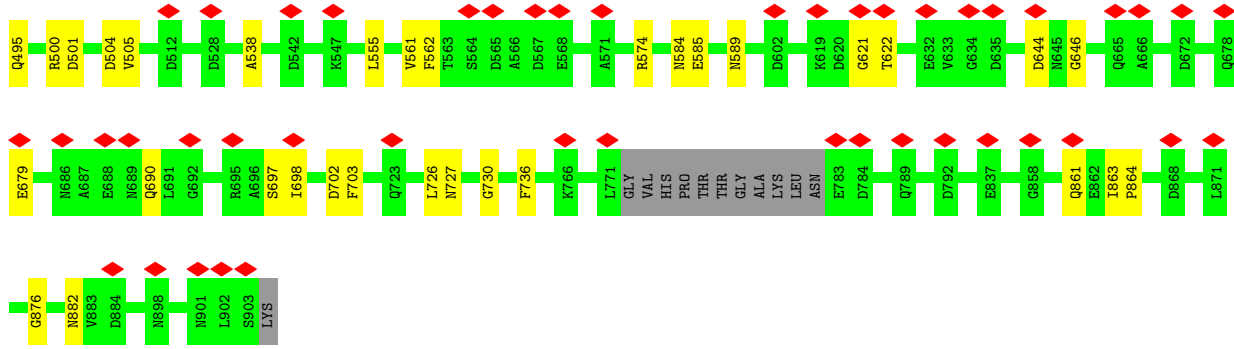 Q495 R500 D501 D504 V505 D512 D528 A538 D542 K547 L555 V561 F562 T563 S564 D565 A566 D567 E568 A571 R574 N584 E585 N589 D602 K619 D620 G621 T622 E632 V633 G634 D635 D644 N645 G646 Q665 A666 D672 Q678
E679 N686 A687 E688 N689 Q690 L691 G692 R695 A696 S697 I698 D702 F703 Q723 L726 N727 G730 F736 K766 L771 GLY VAL HIS PRO THR THR GLY ALA LYS LEU ASN E783 D784 Q789 D792 E837 G858 Q861 E862 I863 P864 D868 L871
G876 N882 V883 D884 N898 N901 L902 S903 LYS